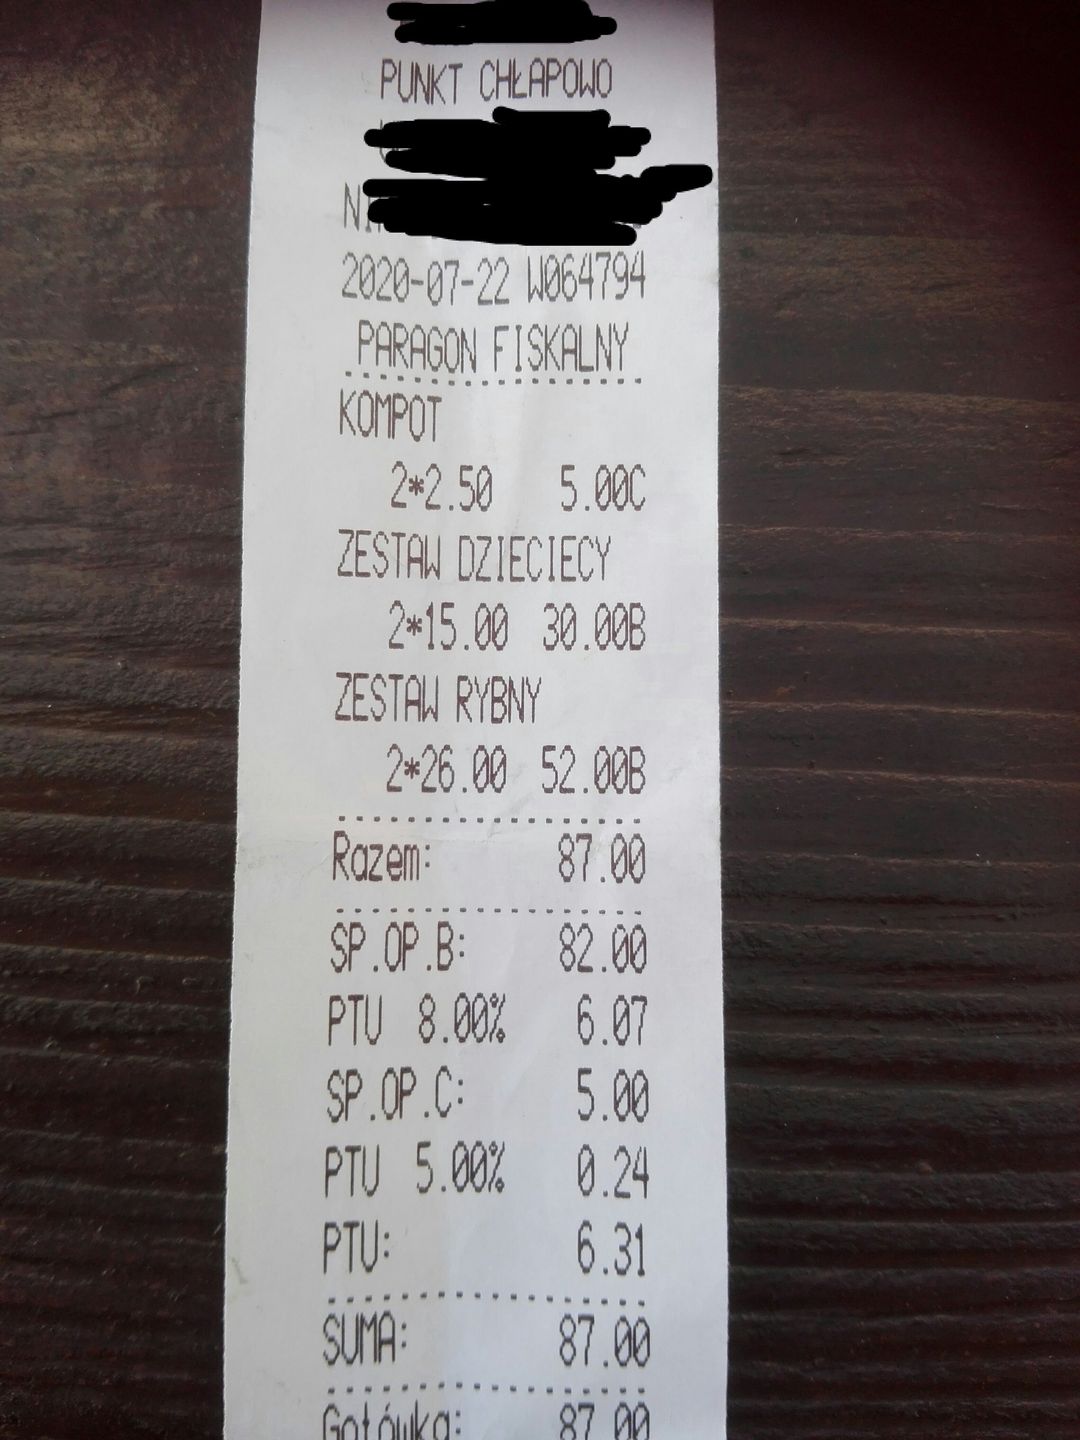 PUNKT CHŁAPOWO
2020-07-22 W064794
PARAGON FISKALNY
KOMPOT
2*2.50 5.00C
ZESTAW DZIECIECY
2*15.00 30.00B
ZESTAW RYBNY
2*26.00 52.00B
Razem: 87.00
SP.OP.B: 82.00
PTU 8.00% 6.07
SP.OP.C: 5.00
PTU 5.00% 0.24
PTU: 6.31
SUMA: 87.00
Gotówka: 87.00